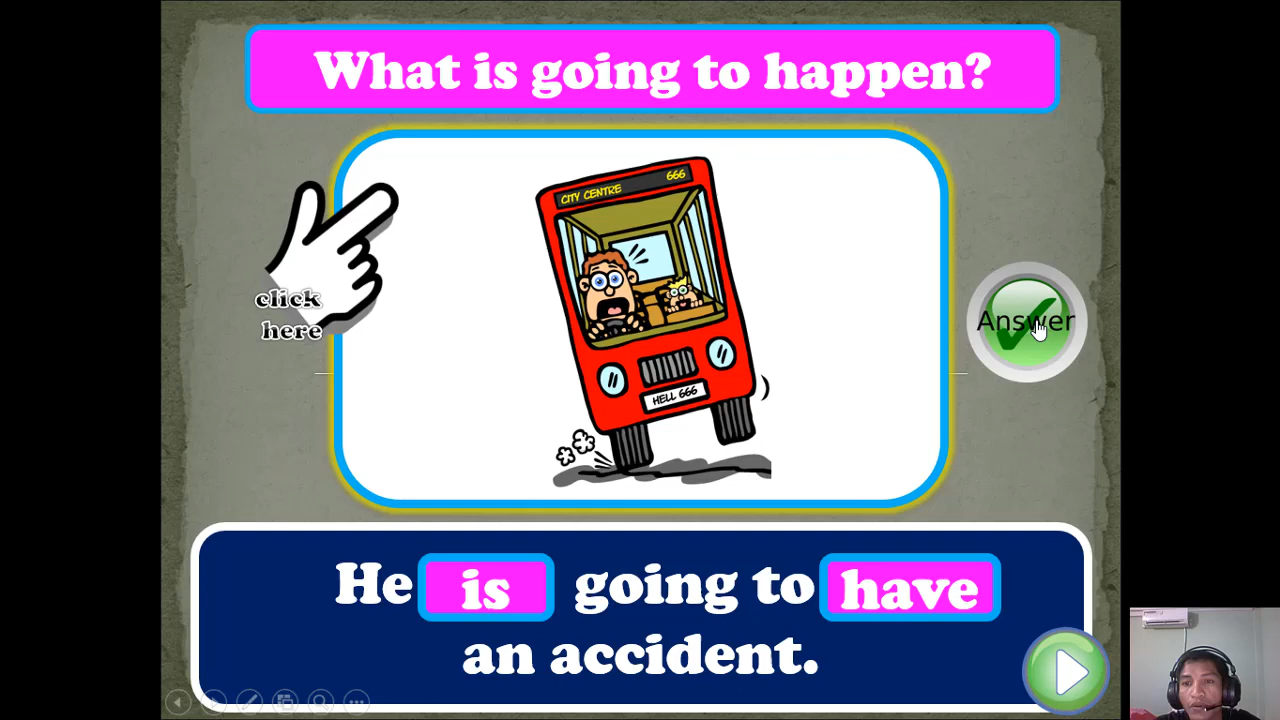 What is going to happen?
CITY CENTRE 666
HELL 666
click
here
Answer
He is going to have
an accident.